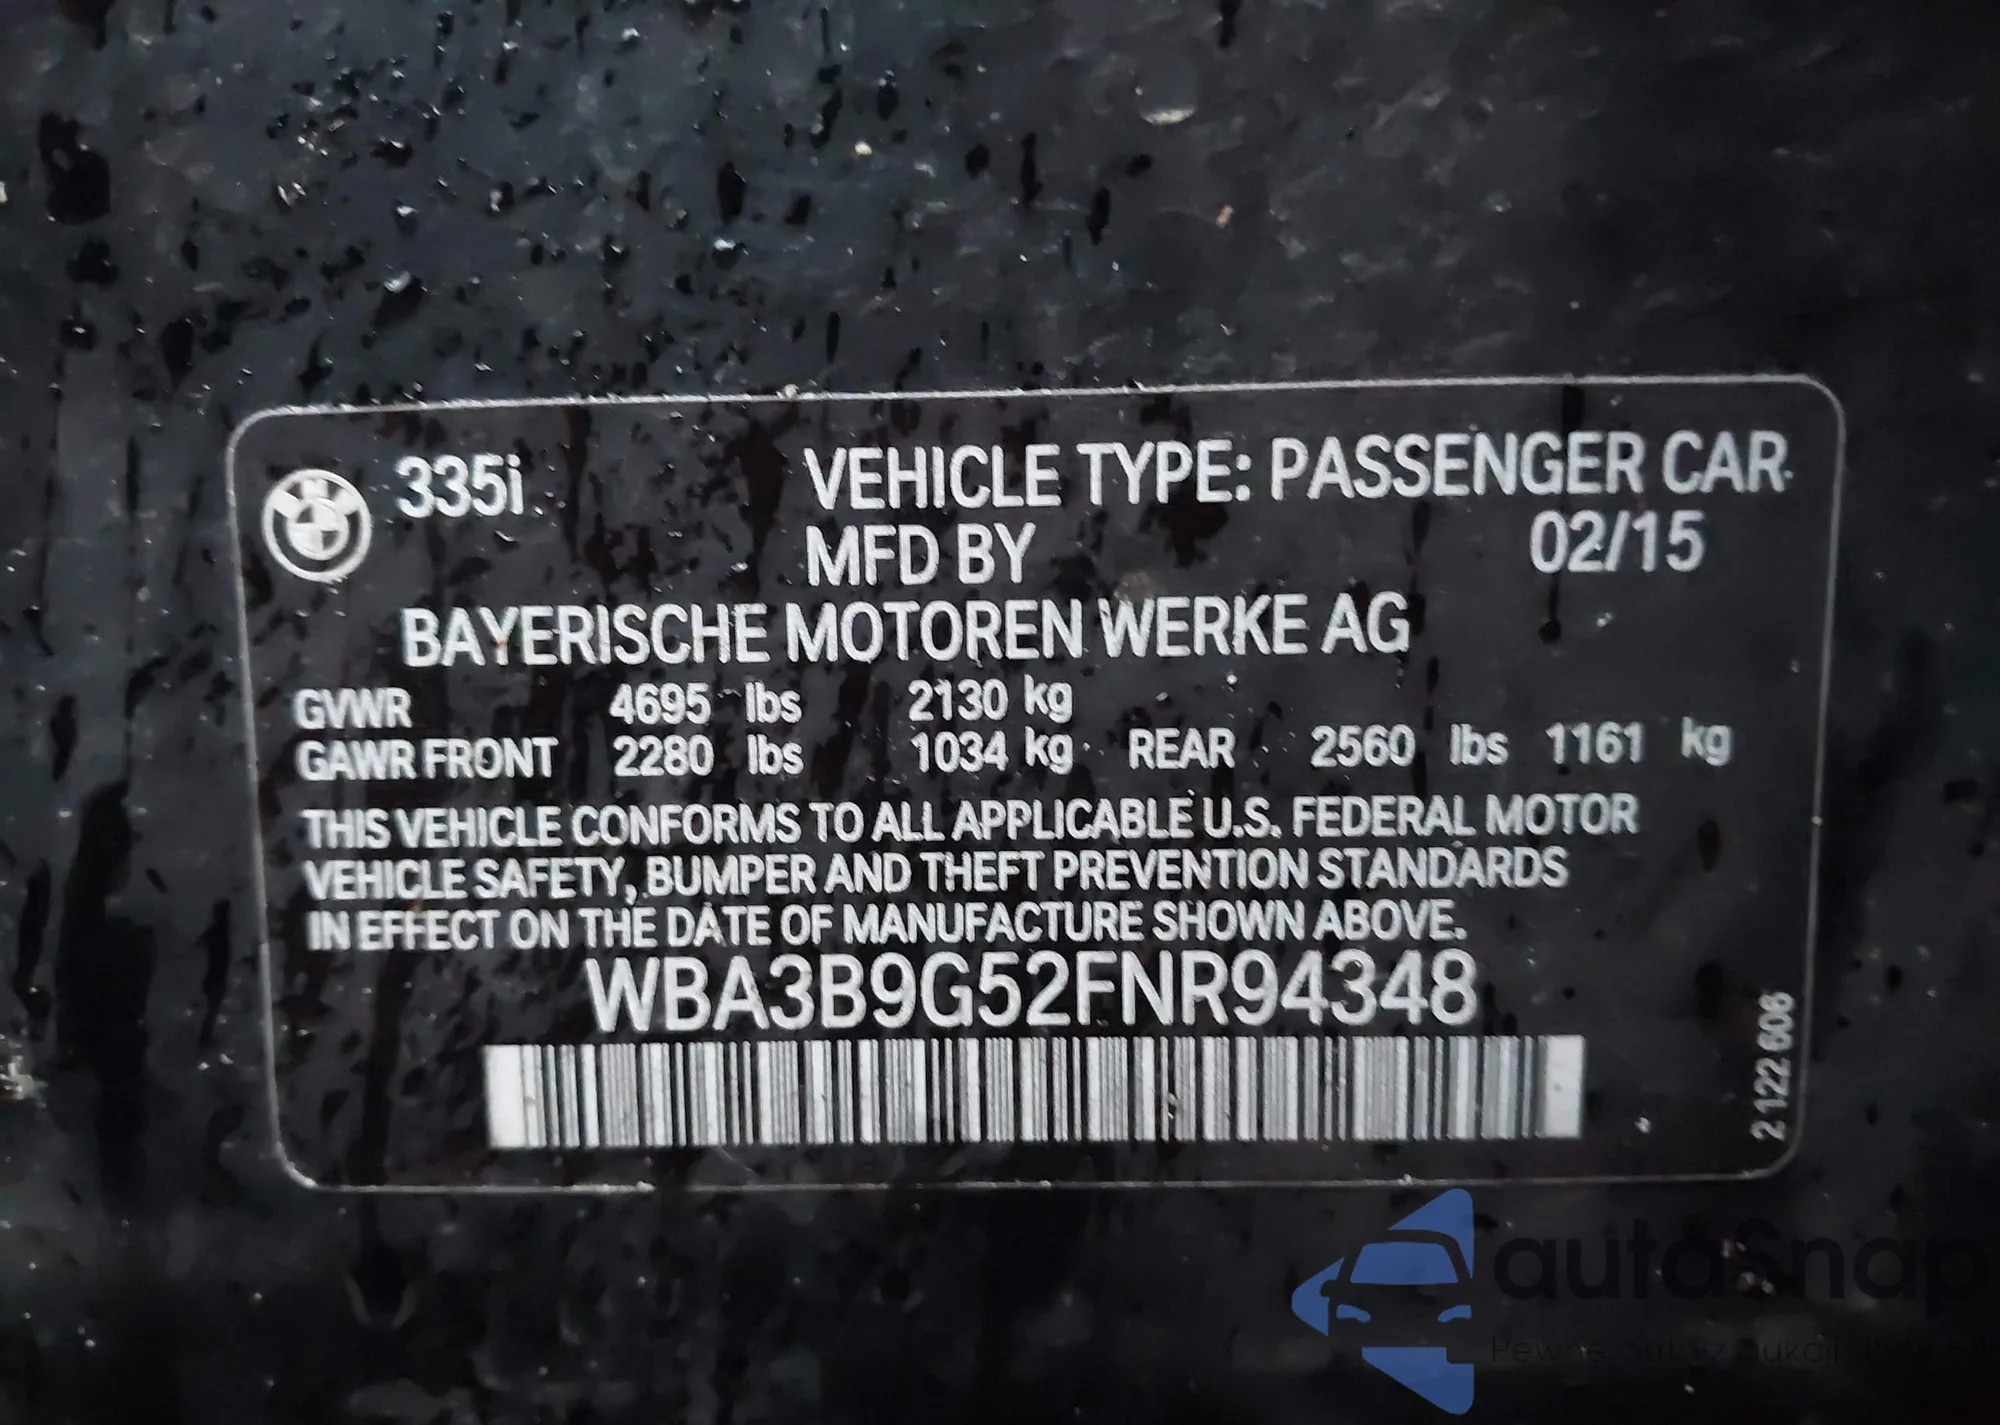 335i VEHICLE TYPE: PASSENGER CAR
MFD BY 02/15
BAYERISCHE MOTOREN WERKE AG
GVWR 4695 lbs 2130 kg
GAWR FRONT 2280 lbs 1034 kg REAR 2560 lbs 1161 kg
THIS VEHICLE CONFORMS TO ALL APPLICABLE U.S. FEDERAL MOTOR
VEHICLE SAFETY, BUMPER AND THEFT PREVENTION STANDARDS
IN EFFECT ON THE DATE OF MANUFACTURE SHOWN ABOVE.
WBA3B9G52FNR94348
2 122 608
autoSnap
Pewne auta z aukcji